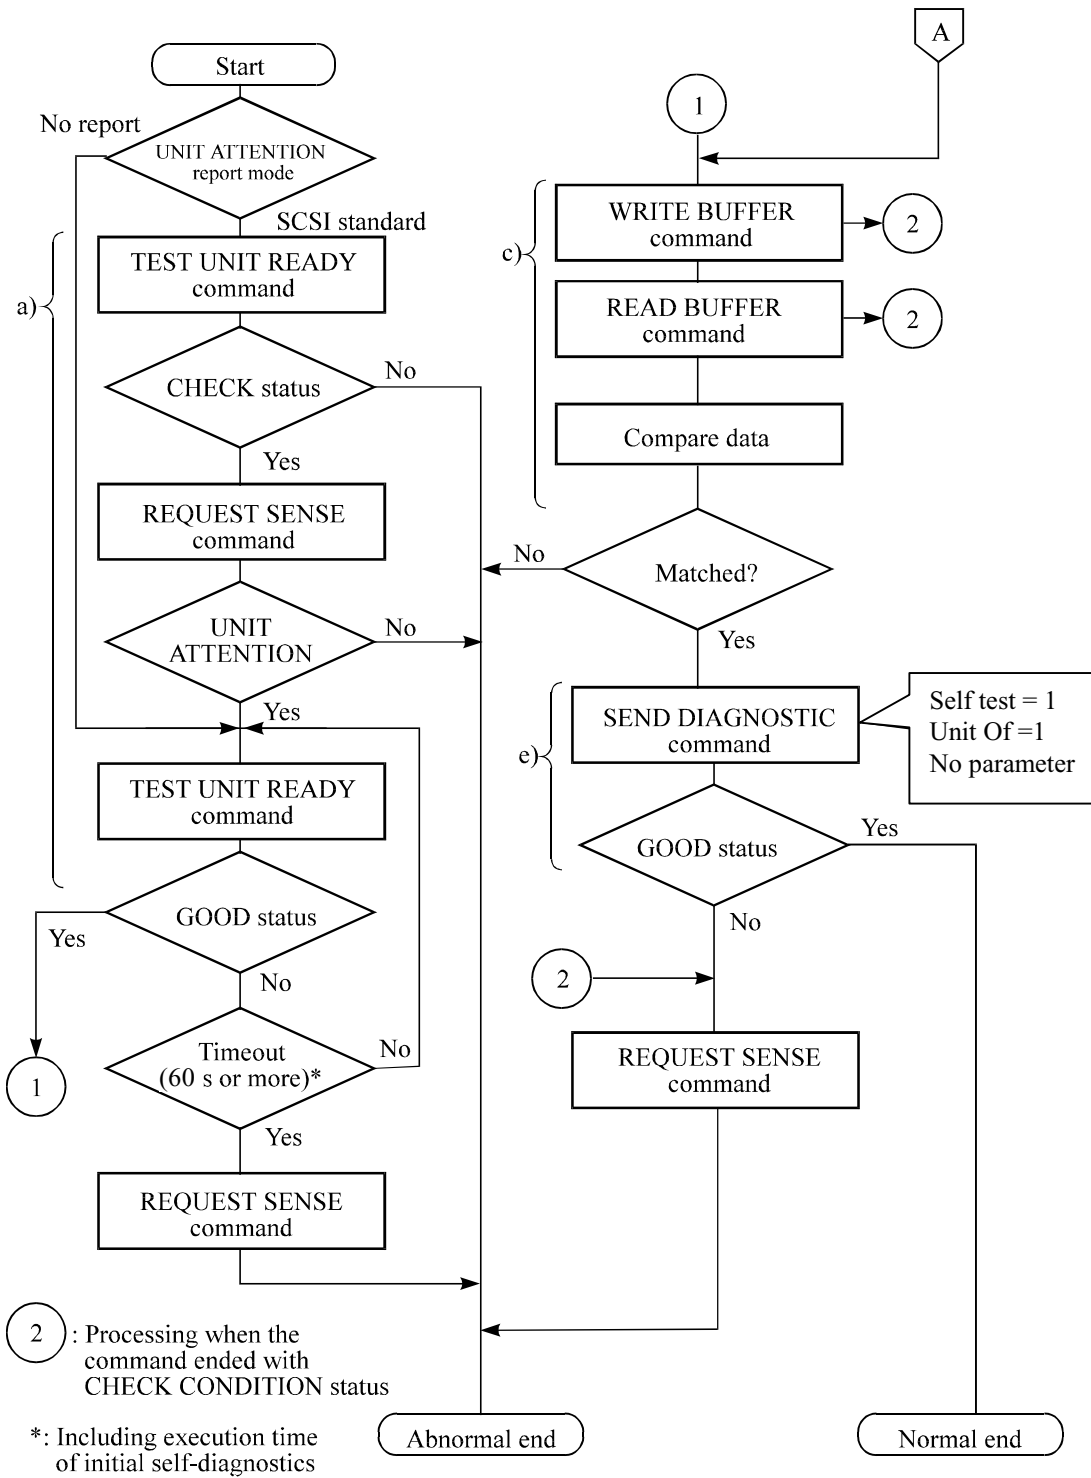 Start
No report
UNIT ATTENTION
report mode
SCSI standard
a)
TEST UNIT READY
command
CHECK status
No
Yes
REQUEST SENSE
command
UNIT
ATTENTION
No
Yes
TEST UNIT READY
command
GOOD status
Yes
No
1
Timeout
(60 s or more)*
No
Yes
REQUEST SENSE
command
2
: Processing when the
command ended with
CHECK CONDITION status
*: Including execution time
of initial self-diagnostics
A
1
c)
WRITE BUFFER
command
2
READ BUFFER
command
2
Compare data
Matched?
No
Yes
e)
SEND DIAGNOSTIC
command
Self test = 1
Unit Of =1
No parameter
GOOD status
Yes
No
2
REQUEST SENSE
command
Abnormal end
Normal end